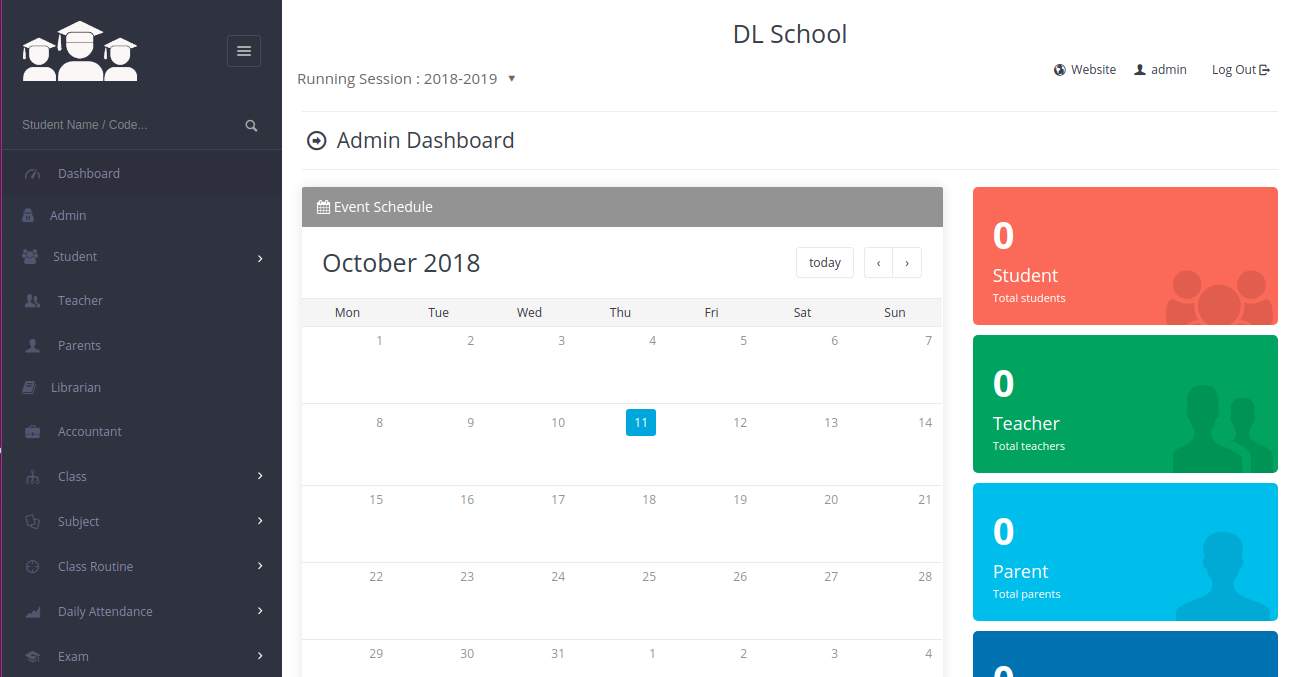 DL School
Running Session : 2018-2019
Website
admin
Log Out
Student Name / Code...
Dashboard
Admin
Student
Teacher
Parents
Librarian
Accountant
Class
Subject
Class Routine
Daily Attendance
Exam
Admin Dashboard
Event Schedule
October 2018
today
‹ ›
Mon Tue Wed Thu Fri Sat Sun
1 2 3 4 5 6 7
8 9 10 11 12 13 14
15 16 17 18 19 20 21
22 23 24 25 26 27 28
29 30 31 1 2 3 4
0
Student
Total students
0
Teacher
Total teachers
0
Parent
Total parents
0